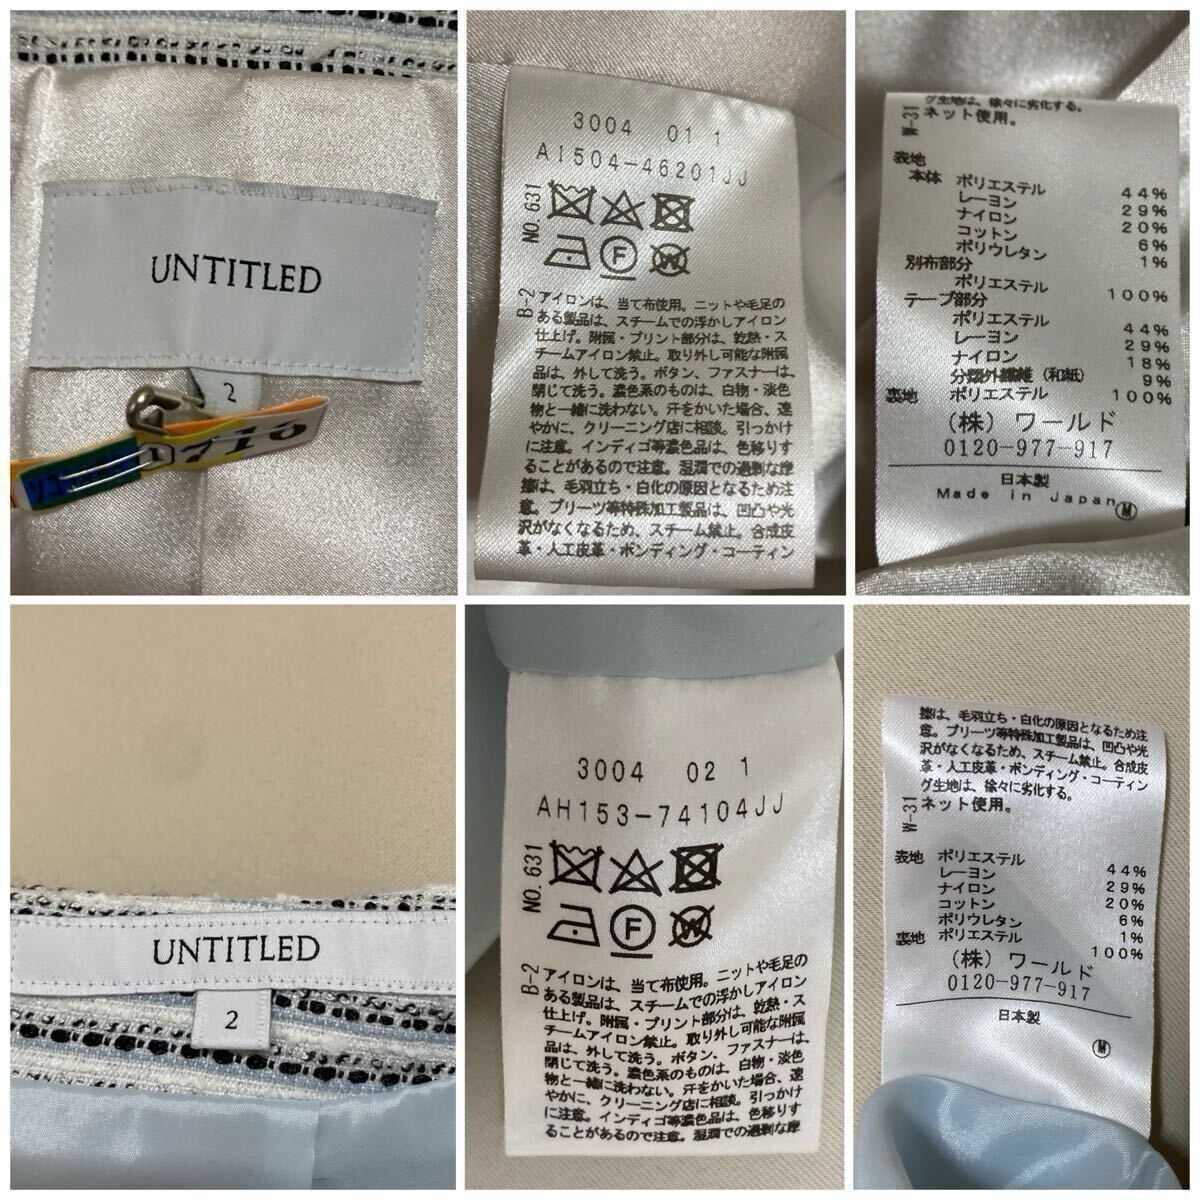 UNTITLED
2
1716
3004 01 1
AI504-46201JJ
NO. 631
F
W
B-2
アイロンは、当て布使用。ニットや毛足の
ある製品は、スチームでの浮かしアイロン
仕上げ。附属・プリント部分は、乾熱・ス
チームアイロン禁止。取り外し可能な附属
品は、外して洗う。ボタン、ファスナーは、
閉じて洗う。濃色系のものは、白物・淡色
物と一緒に洗わない。汗をかいた場合、速
やかに、クリーニング店に相談。引っかけ
に注意。インディゴ等濃色品は、色移りす
ることがあるので注意。湿潤での過剰な摩
擦は、毛羽立ち・白化の原因となるため注
意。プリーツ等特殊加工製品は、凹凸や光
沢がなくなるため、スチーム禁止。合成皮
革・人工皮革・ボンディング・コーティン
グ生地は、徐々に劣化する。
W-31
ネット使用。
表地
本体 ポリエステル 44%
レーヨン 29%
ナイロン 20%
コットン 6%
ポリウレタン 1%
別布部分
ポリエステル 100%
テープ部分
ポリエステル 44%
レーヨン 29%
ナイロン 18%
分類外繊維（和紙） 9%
裏地 ポリエステル 100%
（株）ワールド
0120-977-917
日本製
Made in Japan
M
UNTITLED
2
3004 02 1
AH153-74104JJ
NO. 631
F
W
B-2
アイロンは、当て布使用。ニットや毛足の
ある製品は、スチームでの浮かしアイロン
仕上げ。附属・プリント部分は、乾熱・ス
チームアイロン禁止。取り外し可能な附属
品は、外して洗う。ボタン、ファスナーは、
閉じて洗う。濃色系のものは、白物・淡色
物と一緒に洗わない。汗をかいた場合、速
やかに、クリーニング店に相談。引っかけ
に注意。インディゴ等濃色品は、色移りす
ることがあるので注意。湿潤での過剰な摩
擦は、毛羽立ち・白化の原因となるため注
意。プリーツ等特殊加工製品は、凹凸や光
沢がなくなるため、スチーム禁止。合成皮
革・人工皮革・ボンディング・コーティン
グ生地は、徐々に劣化する。
W-31
ネット使用。
表地 ポリエステル 44%
レーヨン 29%
ナイロン 20%
コットン 6%
ポリウレタン 1%
裏地 ポリエステル 100%
（株）ワールド
0120-977-917
日本製
M